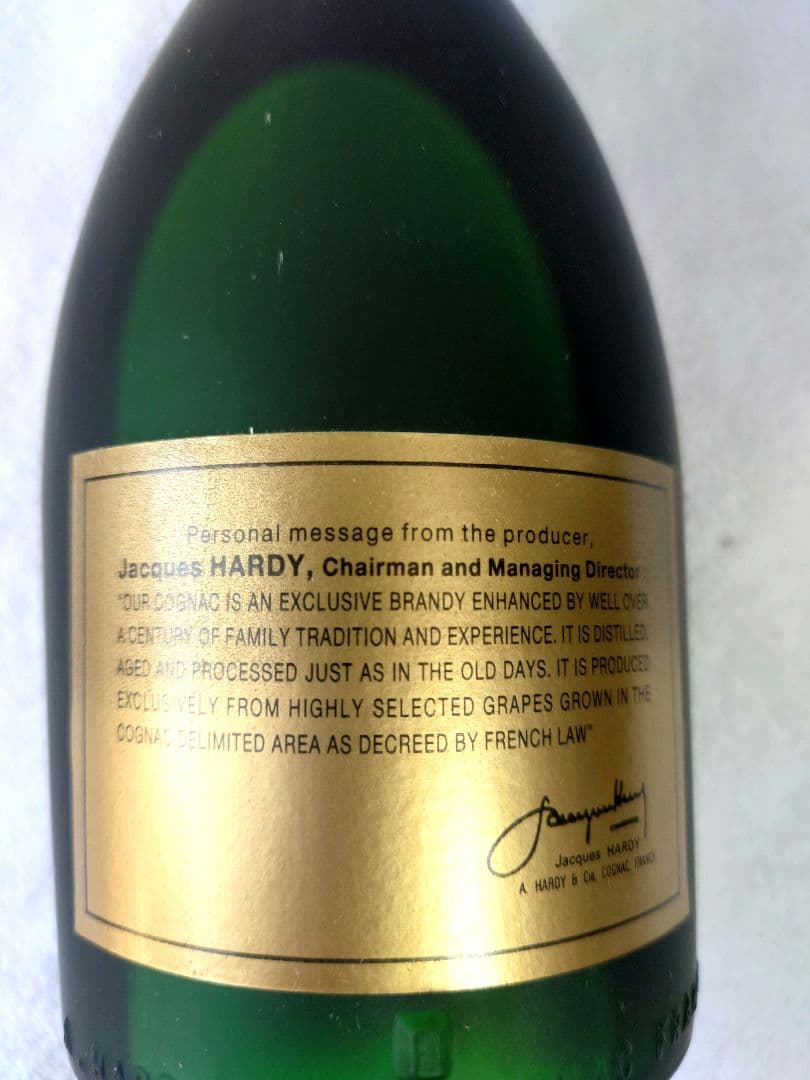 Personal message from the producer,
Jacques HARDY, Chairman and Managing Director :
"OUR COGNAC IS AN EXCLUSIVE BRANDY ENHANCED BY WELL OVER
A CENTURY OF FAMILY TRADITION AND EXPERIENCE. IT IS DISTILLED,
AGED AND PROCESSED JUST AS IN THE OLD DAYS. IT IS PRODUCED
EXCLUSIVELY FROM HIGHLY SELECTED GRAPES GROWN IN THE
COGNAC DELIMITED AREA AS DECREED BY FRENCH LAW"
Jacques HARDY
A. HARDY & Cie, COGNAC, FRANCE